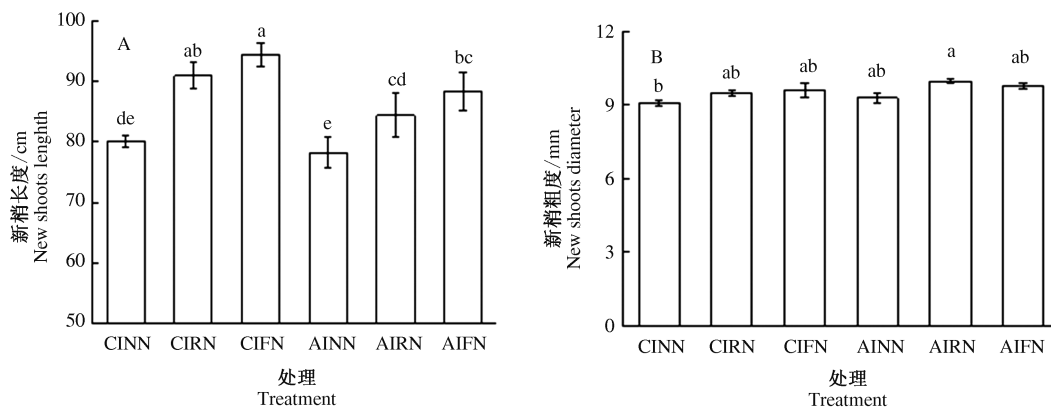 A
新梢长度/cm
New shoots lenghth
100
90
80
70
60
50
de
ab
a
e
cd
bc
CINN CIRN CIFN AINN AIRN AIFN
处理
Treatment
B
新梢粗度/mm
New shoots diameter
12
9
6
3
0
b
ab
ab
ab
a
ab
CINN CIRN CIFN AINN AIRN AIFN
处理
Treatment